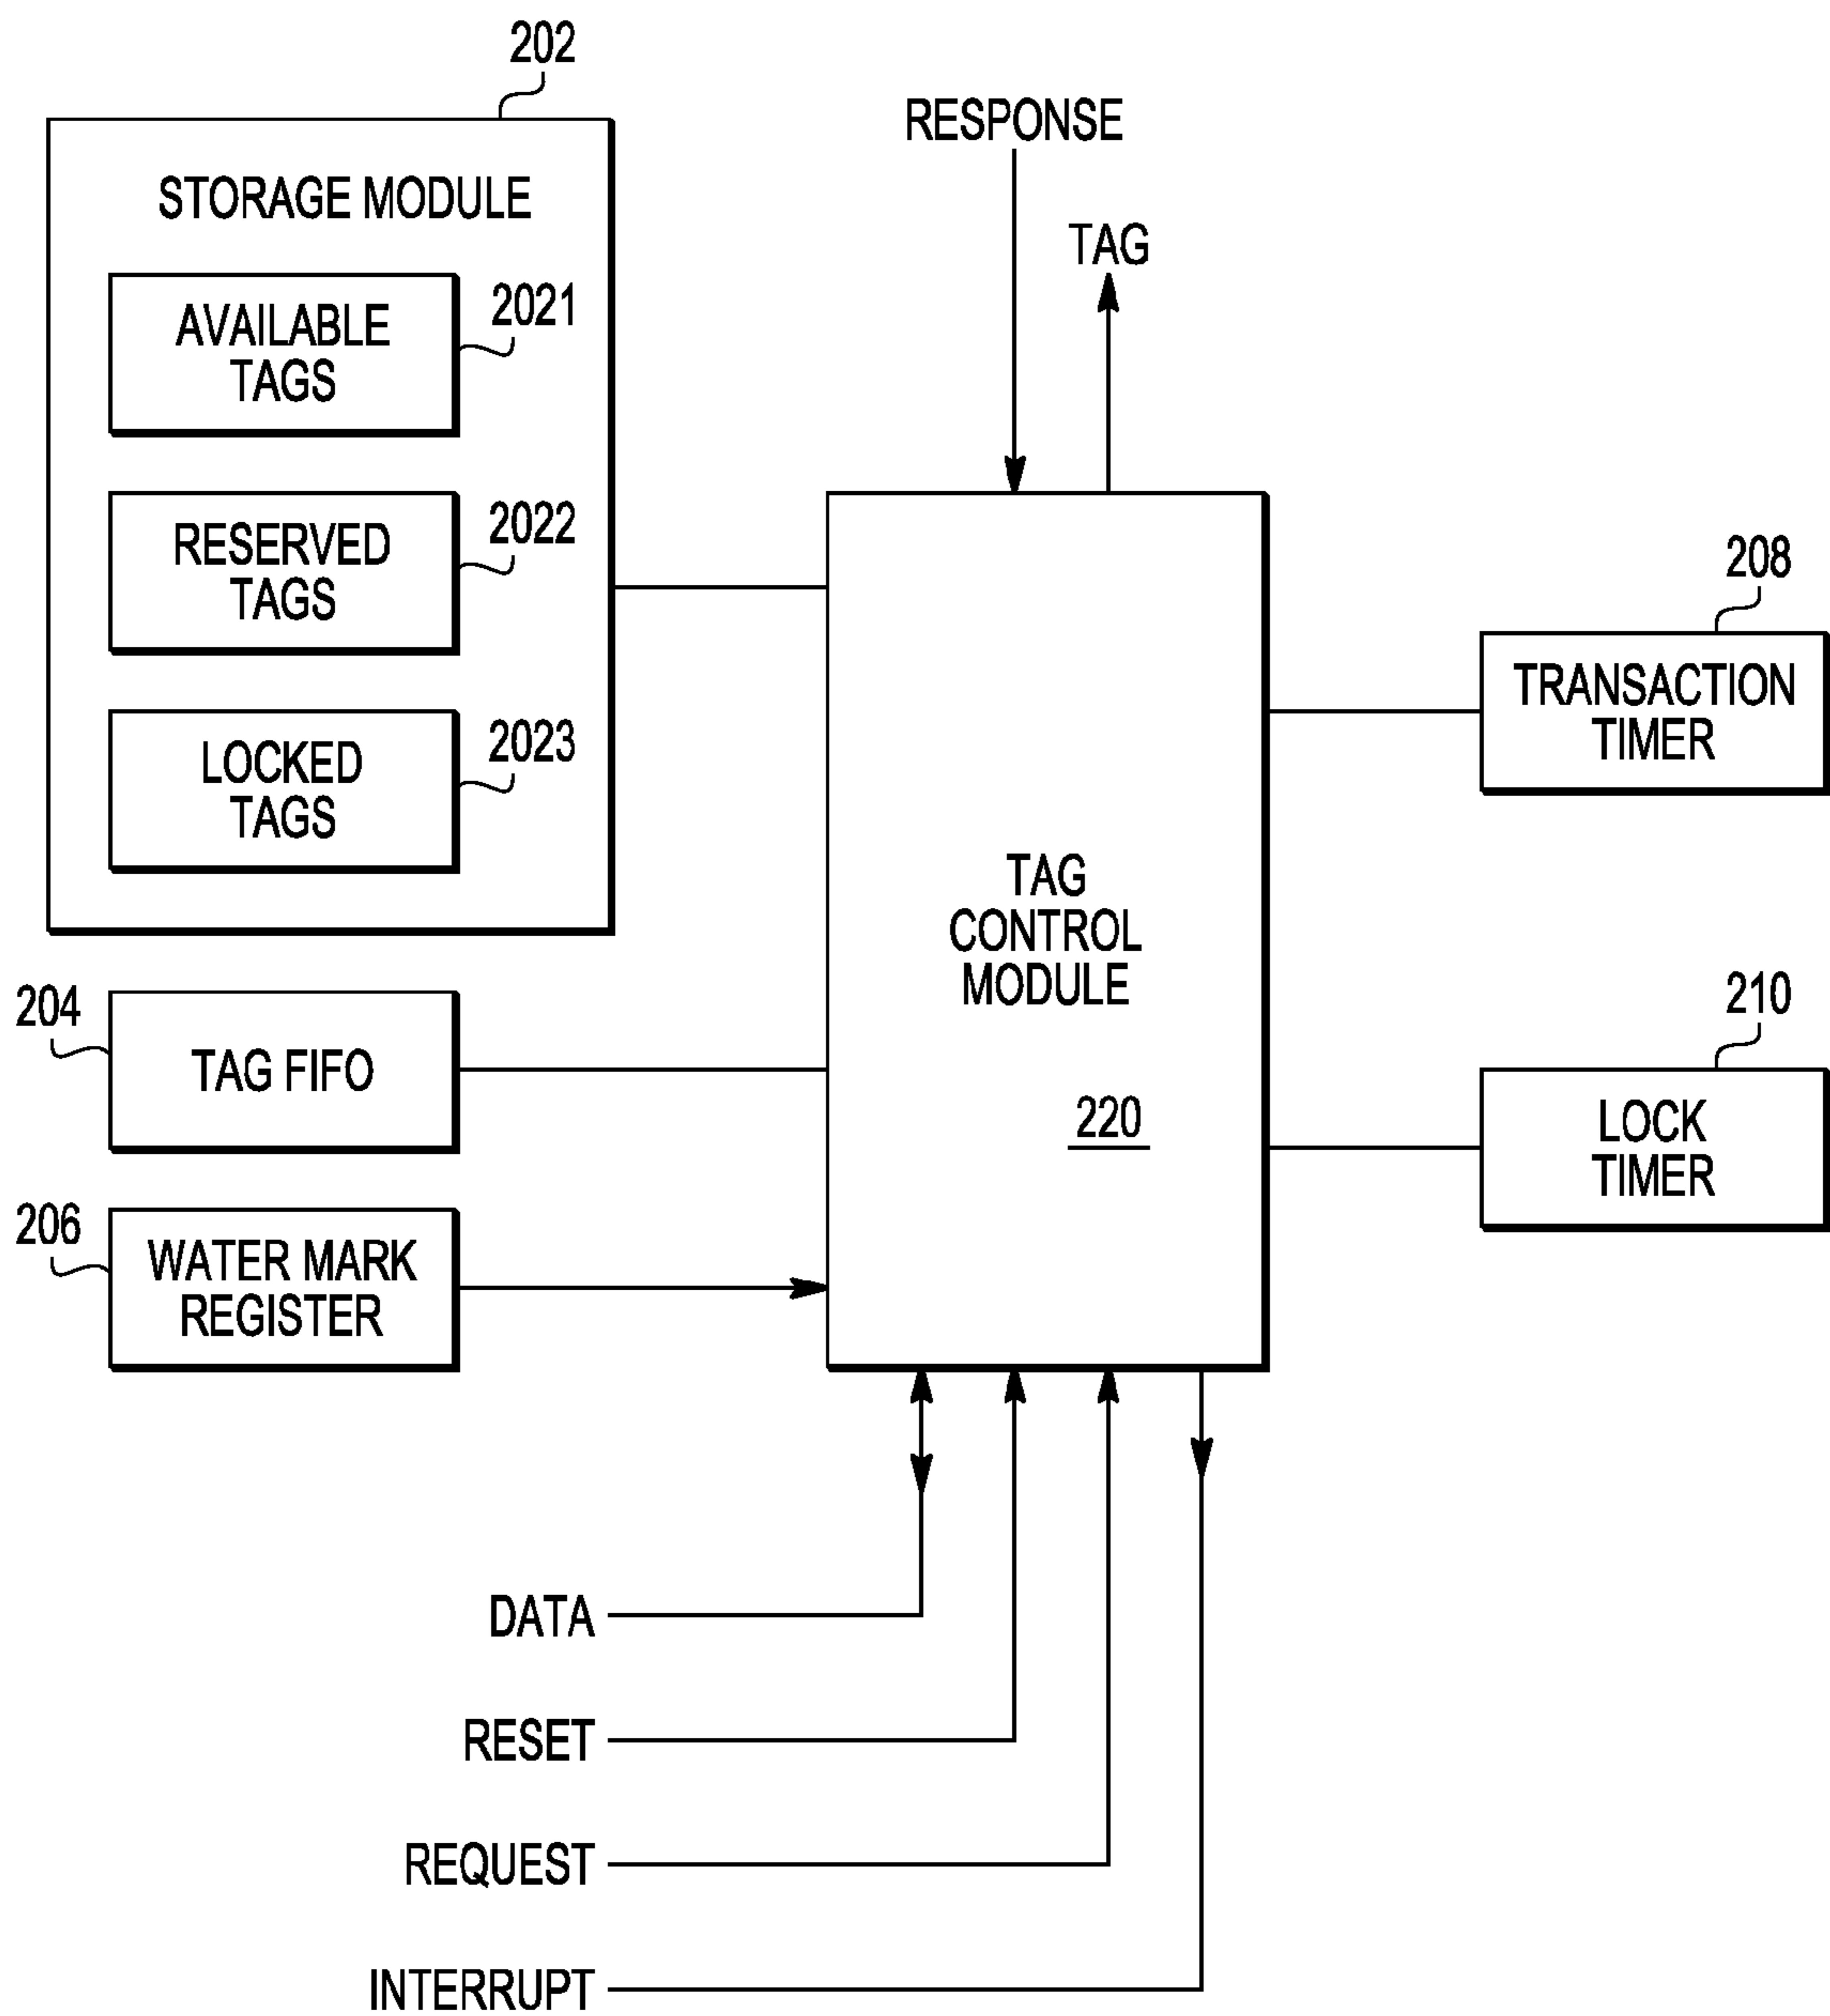 202
STORAGE MODULE
AVAILABLE
TAGS
2021
RESERVED
TAGS
2022
LOCKED
TAGS
2023
204
TAG FIFO
206
WATER MARK
REGISTER
RESPONSE
TAG
TAG
CONTROL
MODULE
220
208
TRANSACTION
TIMER
210
LOCK
TIMER
DATA
RESET
REQUEST
INTERRUPT